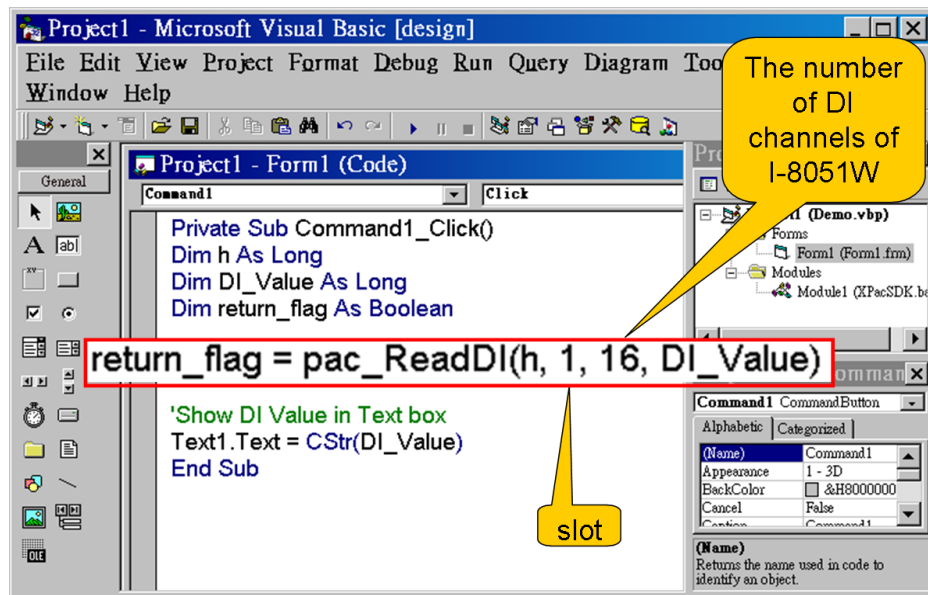 Project1 - Microsoft Visual Basic [design]
File Edit View Project Format Debug Run Query Diagram
Window Help
The number
of DI
channels of
I-8051W
Project1 - Form1 (Code)
General
Command1
Click
Private Sub Command1_Click()
Dim h As Long
Dim DI_Value As Long
Dim return_flag As Boolean
return_flag = pac_ReadDI(h, 1, 16, DI_Value)
'Show DI Value in Text box
Text1.Text = CStr(DI_Value)
End Sub
slot
A
ab
XY
OLE
(Demo.vbp)
Forms
Form1 (Form1.frm)
Modules
Module1 (XPacSDK.ba
Command1 CommandButton
Alphabetic Categorized
(Name) Command1
Appearance 1 - 3D
BackColor &H8000000
Cancel False
Caption Command1
(Name)
Returns the name used in code to
identify an object.